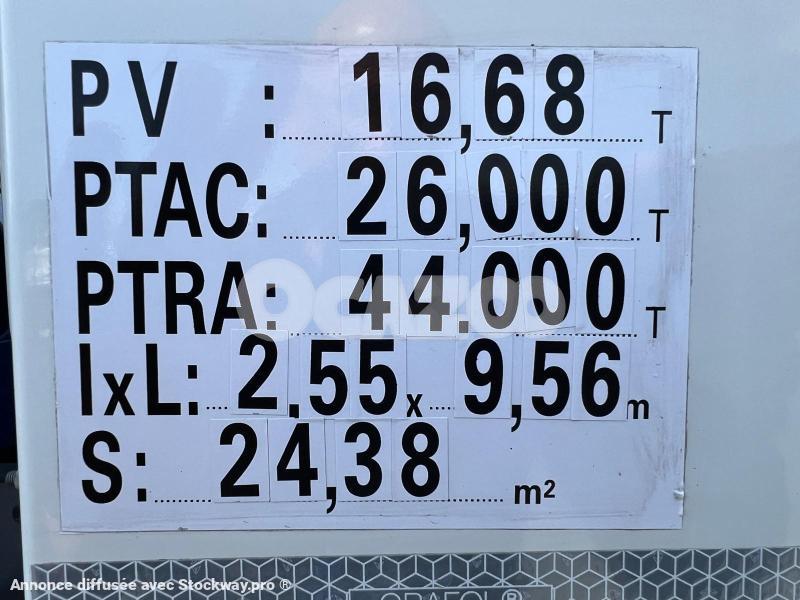 PV : 16,68 T
PTAC: 26,000 T
PTRA: 44.000 T
Ocazoo
lxL: 2,55 x 9,56 m
S: 24,38 m²
Annonce diffusée avec Stockway.pro ®
ORAFOL®